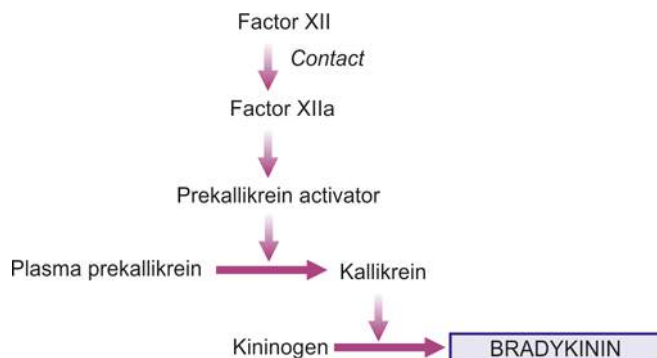 Factor XII
Contact
Factor XIIa
Prekallikrein activator
Plasma prekallikrein
Kallikrein
Kininogen
BRADYKININ